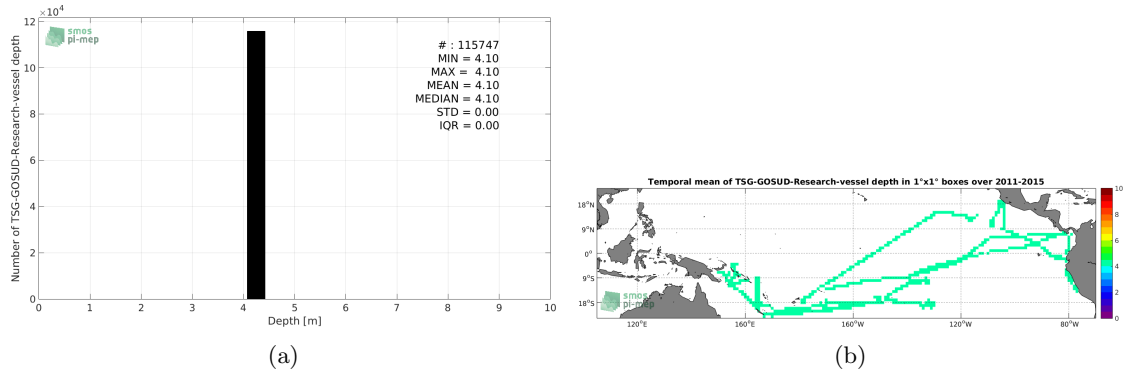 ×10⁴
smos
pi-mep
# : 115747
MIN = 4.10
MAX = 4.10
MEAN = 4.10
MEDIAN = 4.10
STD = 0.00
IQR = 0.00
Number of TSG-GOSUD-Research-vessel depth
12
10
8
6
4
2
0
0 1 2 3 4 5 6 7 8 9 10
Depth [m]
(a)
Temporal mean of TSG-GOSUD-Research-vessel depth in 1°x1° boxes over 2011-2015
18°N
9°N
0°
9°S
18°S
smos
pi-mep
120°E 160°E 160°W 120°W 80°W
10
8
6
4
2
0
(b)